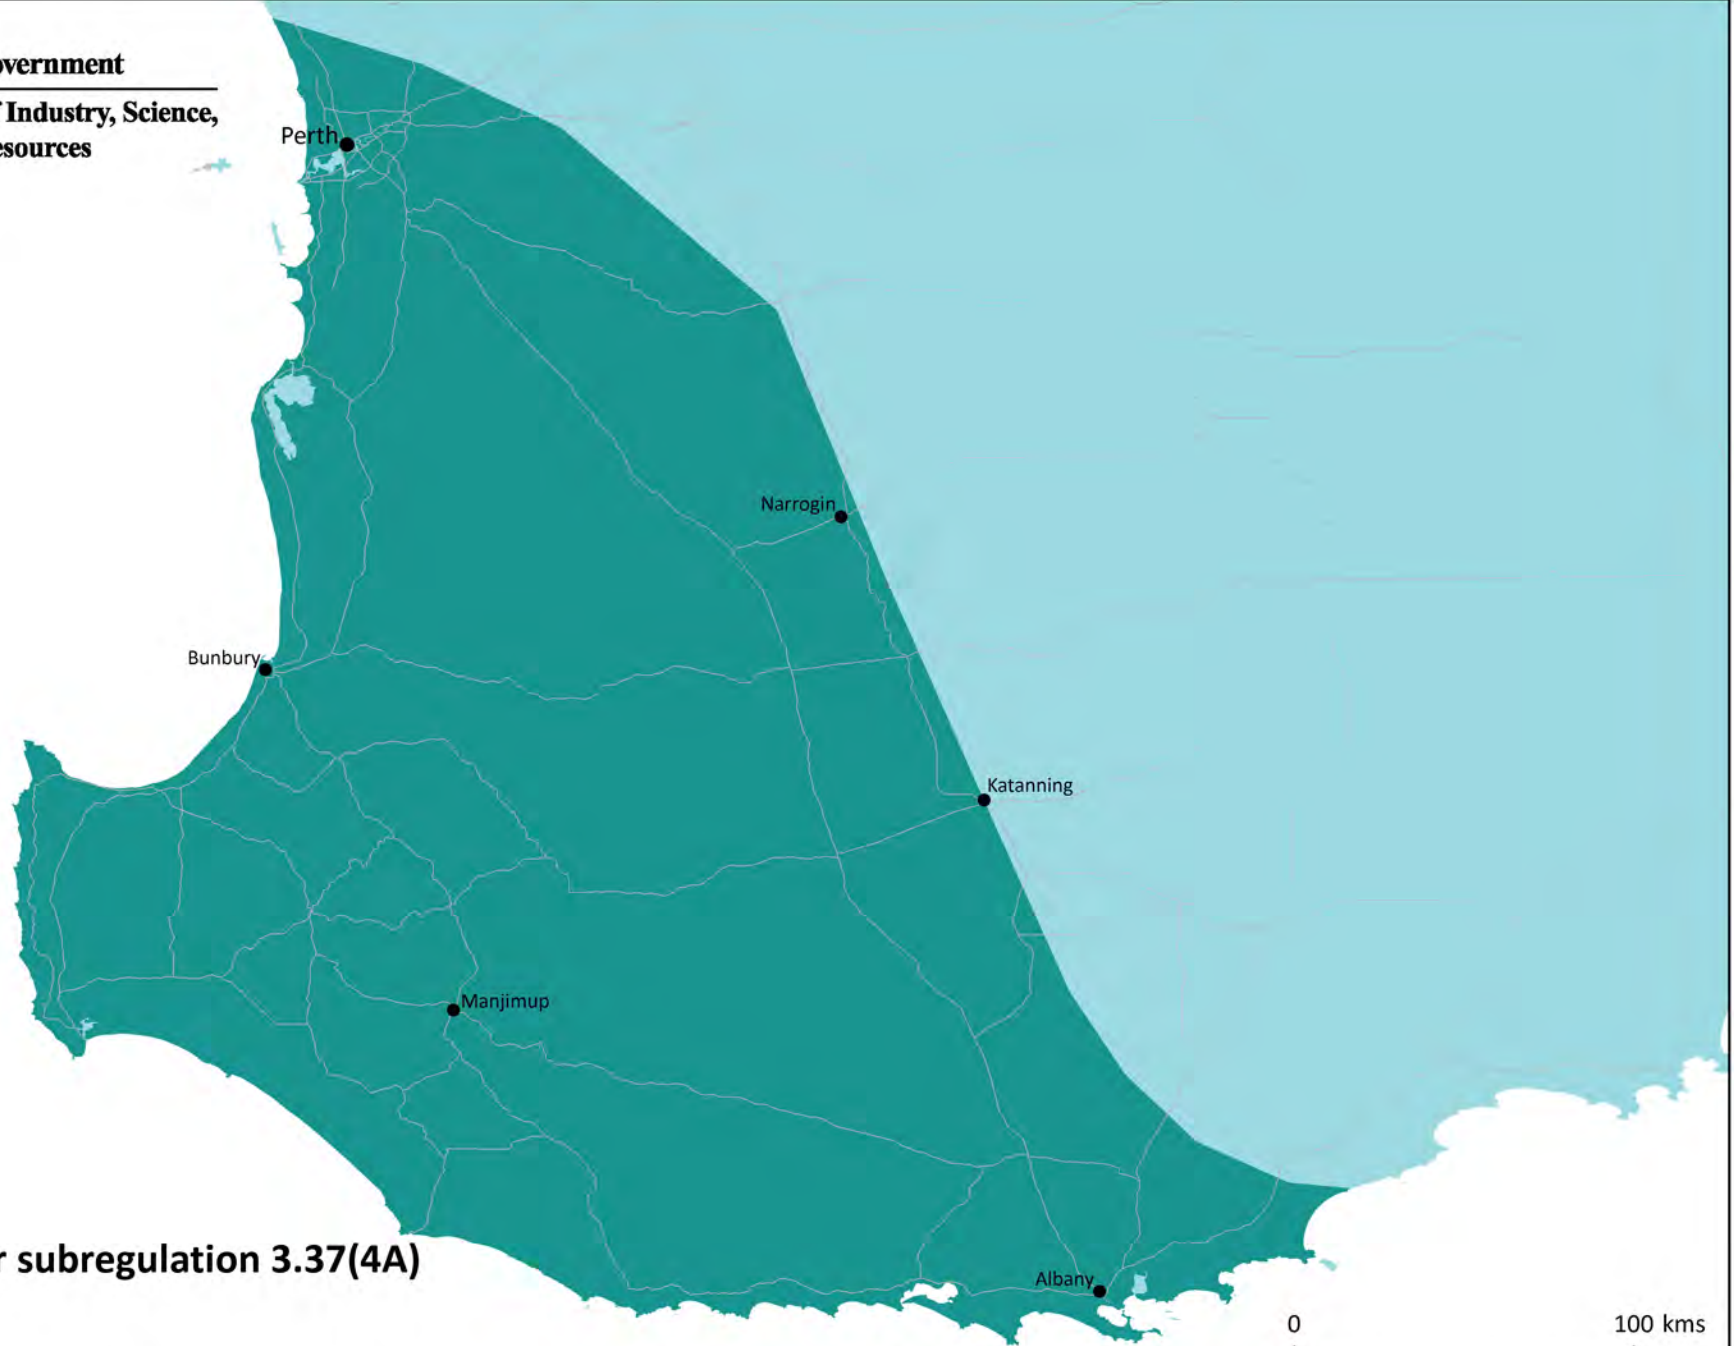 overnment
f Industry, Science,
esources
Perth
Narrogin
Bunbury
Katanning
Manjimup
r subregulation 3.37(4A)
Albany
0
100 kms